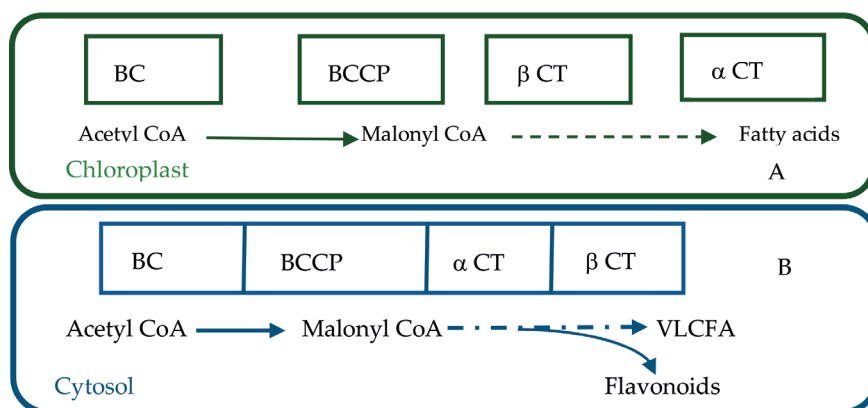 BC BCCP β CT α CT
Acetyl CoA Malonyl CoA Fatty acids
Chloroplast A
BC BCCP α CT β CT B
Acetyl CoA Malonyl CoA VLCFA
Cytosol Flavonoids